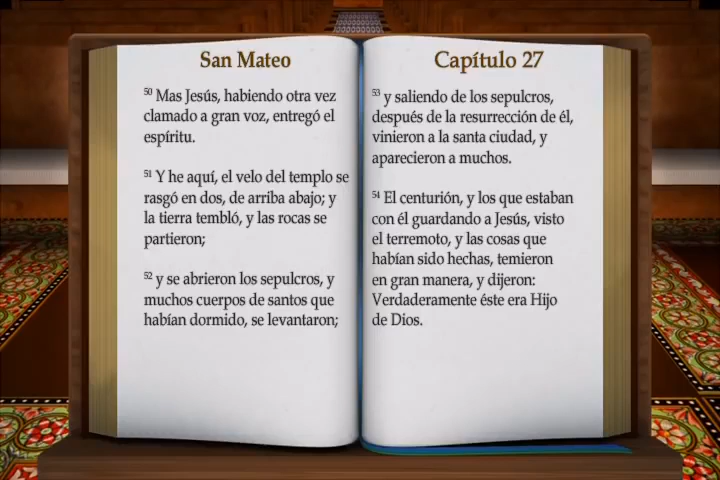 San Mateo
50 Mas Jesús, habiendo otra vez
clamado a gran voz, entregó el
espíritu.
51 Y he aquí, el velo del templo se
rasgó en dos, de arriba abajo; y
la tierra tembló, y las rocas se
partieron;
52 y se abrieron los sepulcros, y
muchos cuerpos de santos que
habían dormido, se levantaron;
Capítulo 27
53 y saliendo de los sepulcros,
después de la resurrección de él,
vinieron a la santa ciudad, y
aparecieron a muchos.
54 El centurión, y los que estaban
con él guardando a Jesús, visto
el terremoto, y las cosas que
habían sido hechas, temieron
en gran manera, y dijeron:
Verdaderamente éste era Hijo
de Dios.